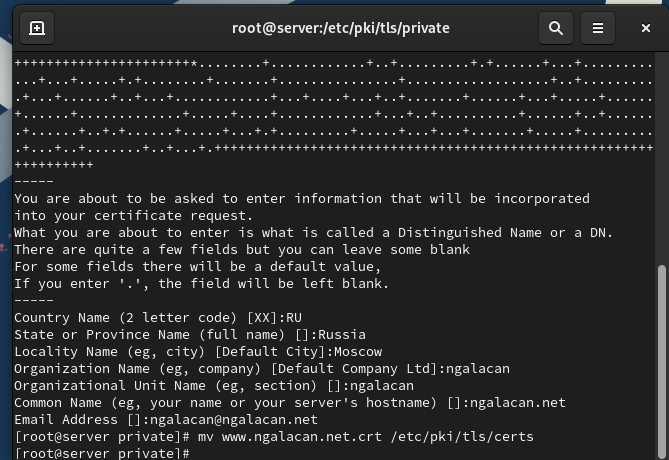 root@server:/etc/pki/tls/private
+++++++++++++++++++++++*........+............+..+.........+.+......+...+.........
...+...+.....+.+........+.......+................+..................+..+.........
.+...+......+..+...+............+...+....+...+..+.......+......+...+.....+.......
+......+............+.....+....+......+.........+...+..+...........+......+..+...
.+.....+..+.+......+......+...+..+..........+......+...+...+......+..............
.+...+..+.......+..+...+.+++++++++++++++++++++++++++++++++++++++++++++++++++++++
++++++++++
-----
You are about to be asked to enter information that will be incorporated
into your certificate request.
What you are about to enter is what is called a Distinguished Name or a DN.
There are quite a few fields but you can leave some blank
For some fields there will be a default value,
If you enter '.', the field will be left blank.
-----
Country Name (2 letter code) [XX]:RU
State or Province Name (full name) []:Russia
Locality Name (eg, city) [Default City]:Moscow
Organization Name (eg, company) [Default Company Ltd]:ngalacan
Organizational Unit Name (eg, section) []:ngalacan
Common Name (eg, your name or your server's hostname) []:ngalacan.net
Email Address []:ngalacan@ngalacan.net
[root@server private]# mv www.ngalacan.net.crt /etc/pki/tls/certs
[root@server private]#